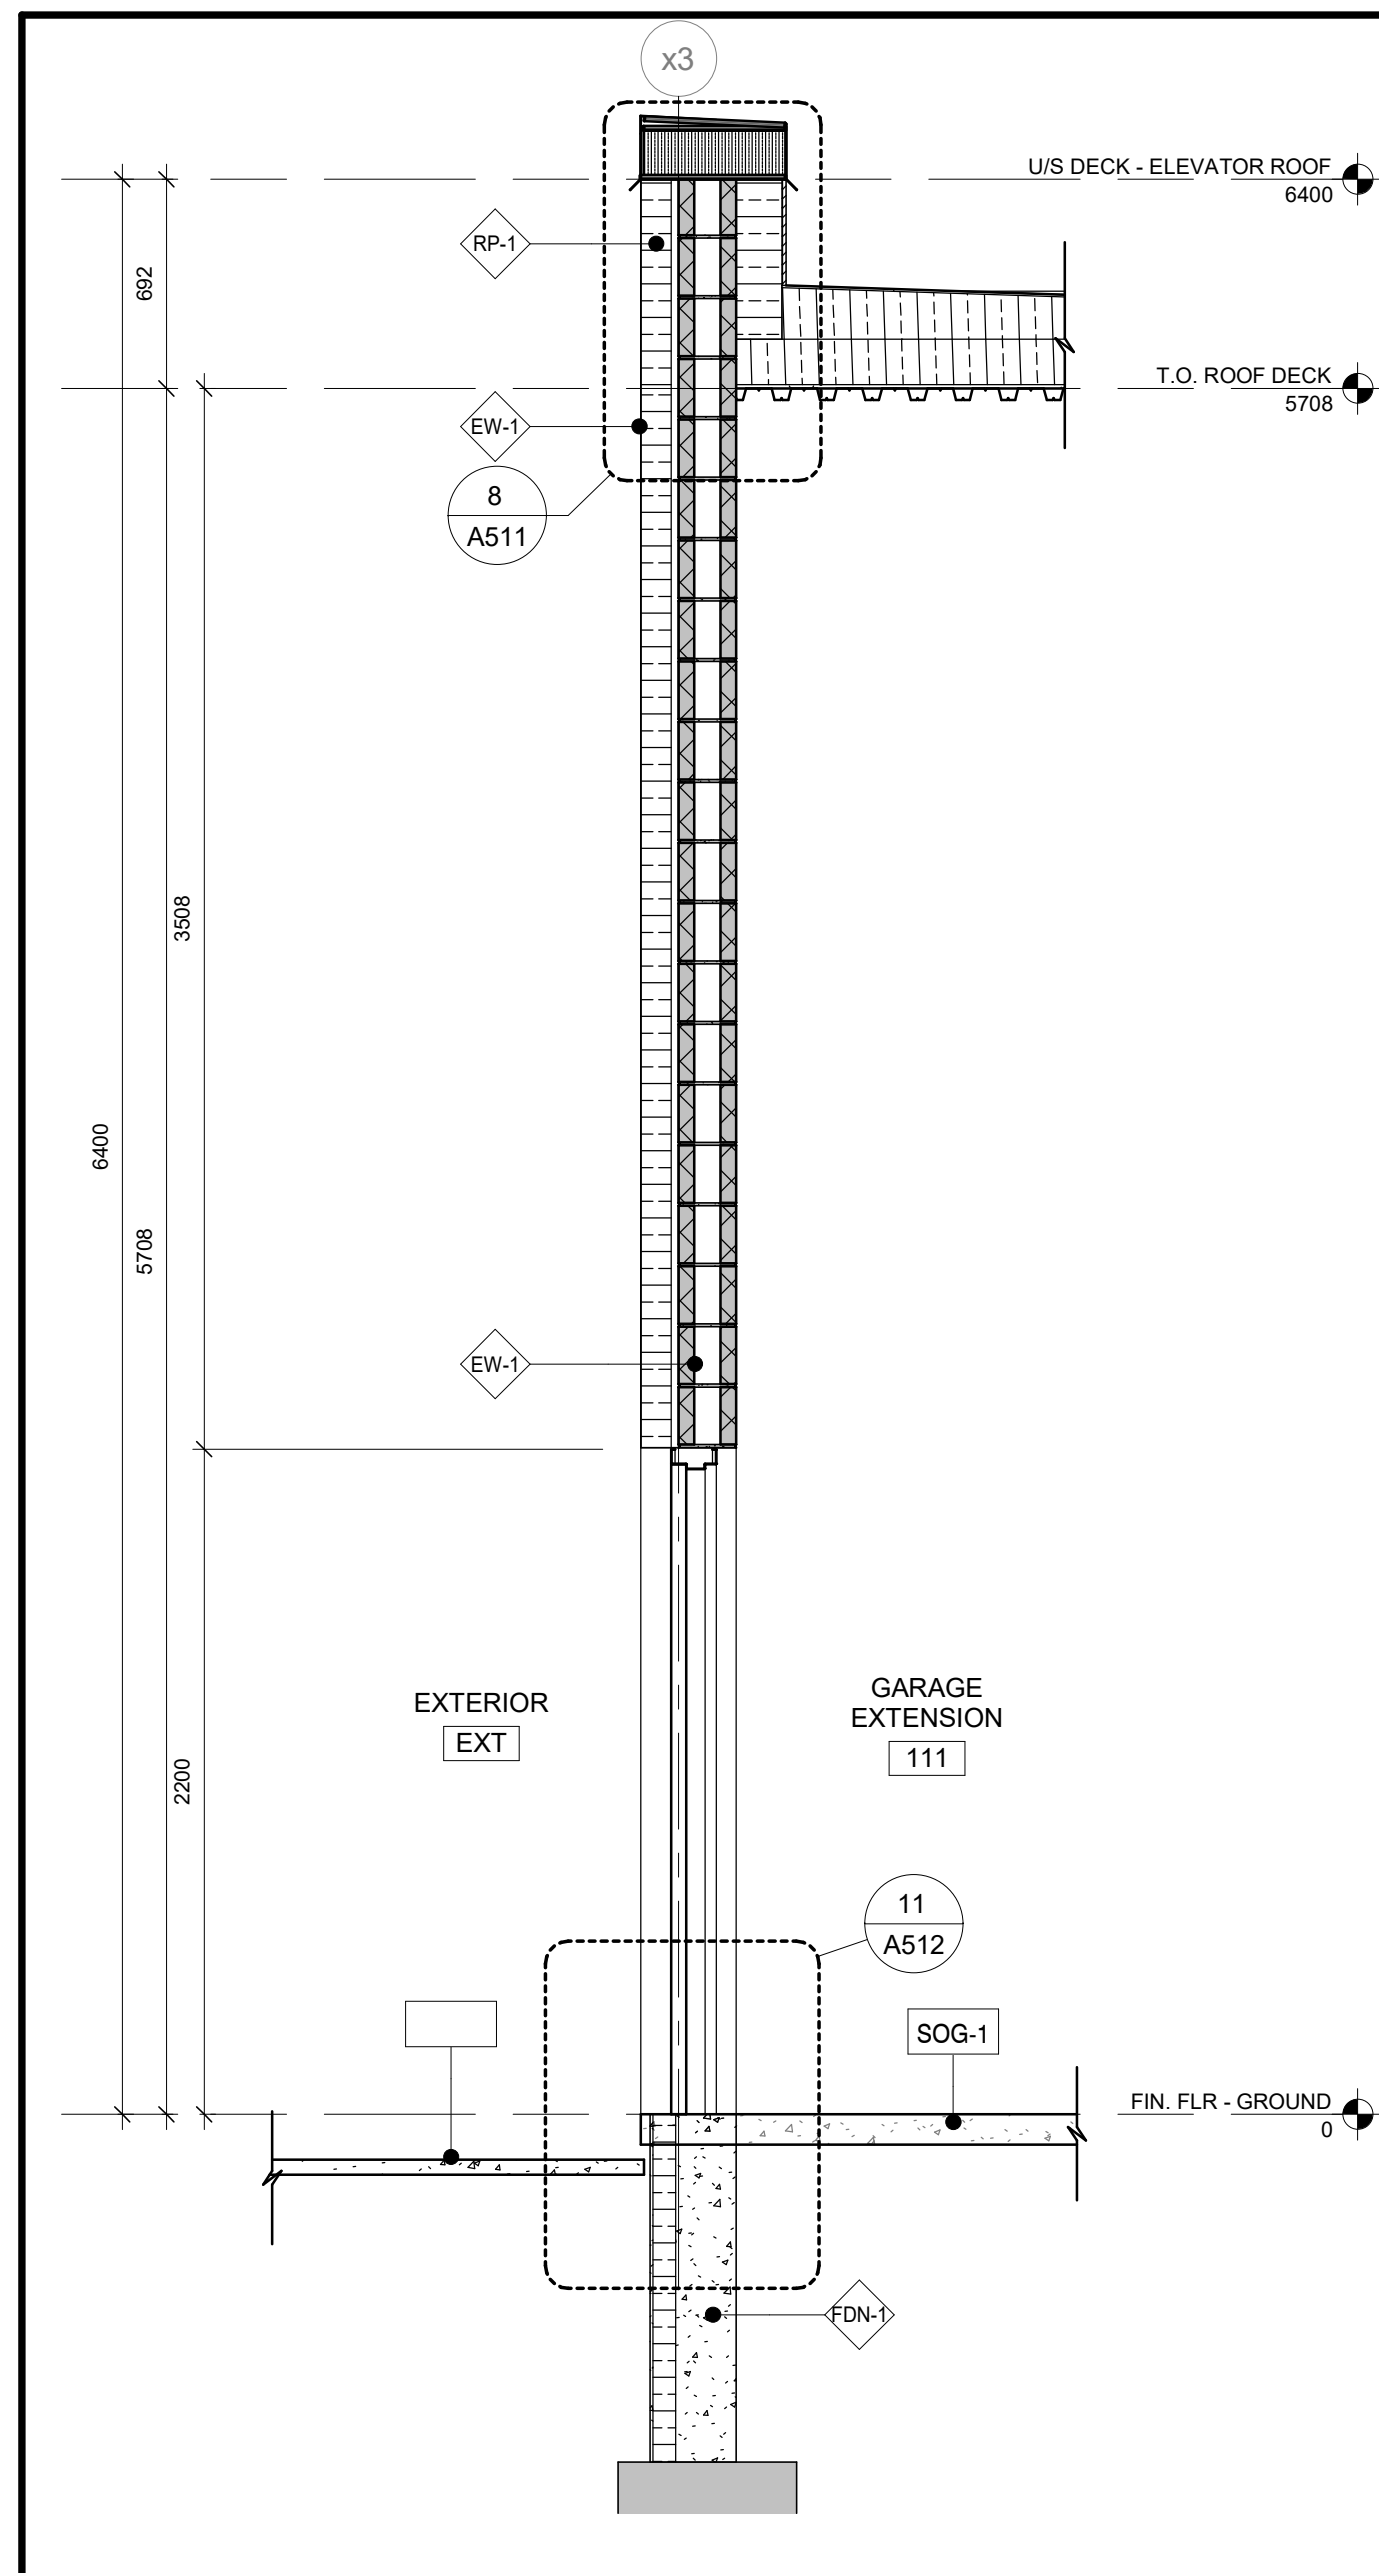 x3
U/S DECK - ELEVATOR ROOF
6400
RP-1
692
T.O. ROOF DECK
5708
EW-1
8
A511
3508
6400
5708
EW-1
EXTERIOR
EXT
GARAGE
EXTENSION
111
2200
11
A512
SOG-1
FIN. FLR - GROUND
0
FDN-1